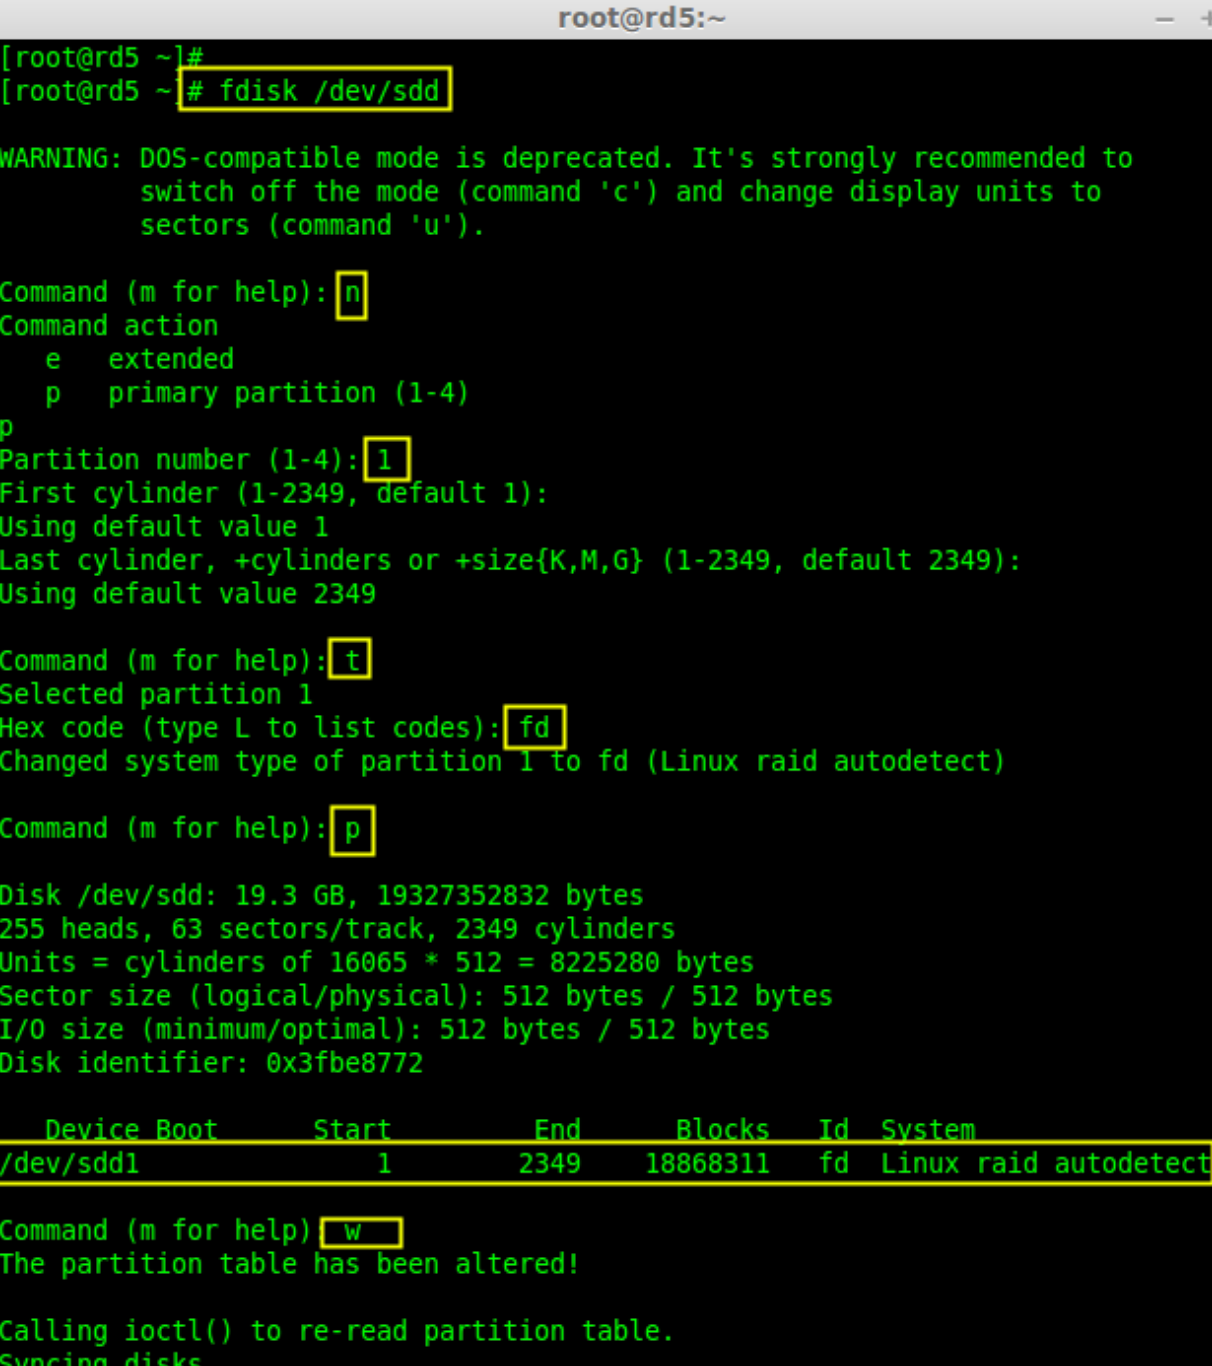 root@rd5:~
[root@rd5 ~]#
[root@rd5 ~]# fdisk /dev/sdd
WARNING: DOS-compatible mode is deprecated. It's strongly recommended to
switch off the mode (command 'c') and change display units to
sectors (command 'u').
Command (m for help): n
Command action
e   extended
p   primary partition (1-4)
p
Partition number (1-4): 1
First cylinder (1-2349, default 1):
Using default value 1
Last cylinder, +cylinders or +size{K,M,G} (1-2349, default 2349):
Using default value 2349
Command (m for help): t
Selected partition 1
Hex code (type L to list codes): fd
Changed system type of partition 1 to fd (Linux raid autodetect)
Command (m for help): p
Disk /dev/sdd: 19.3 GB, 19327352832 bytes
255 heads, 63 sectors/track, 2349 cylinders
Units = cylinders of 16065 * 512 = 8225280 bytes
Sector size (logical/physical): 512 bytes / 512 bytes
I/O size (minimum/optimal): 512 bytes / 512 bytes
Disk identifier: 0x3fbe8772
Device Boot      Start         End      Blocks   Id  System
/dev/sdd1               1        2349    18868311   fd  Linux raid autodetect
Command (m for help): w
The partition table has been altered!
Calling ioctl() to re-read partition table.
Syncing disks.